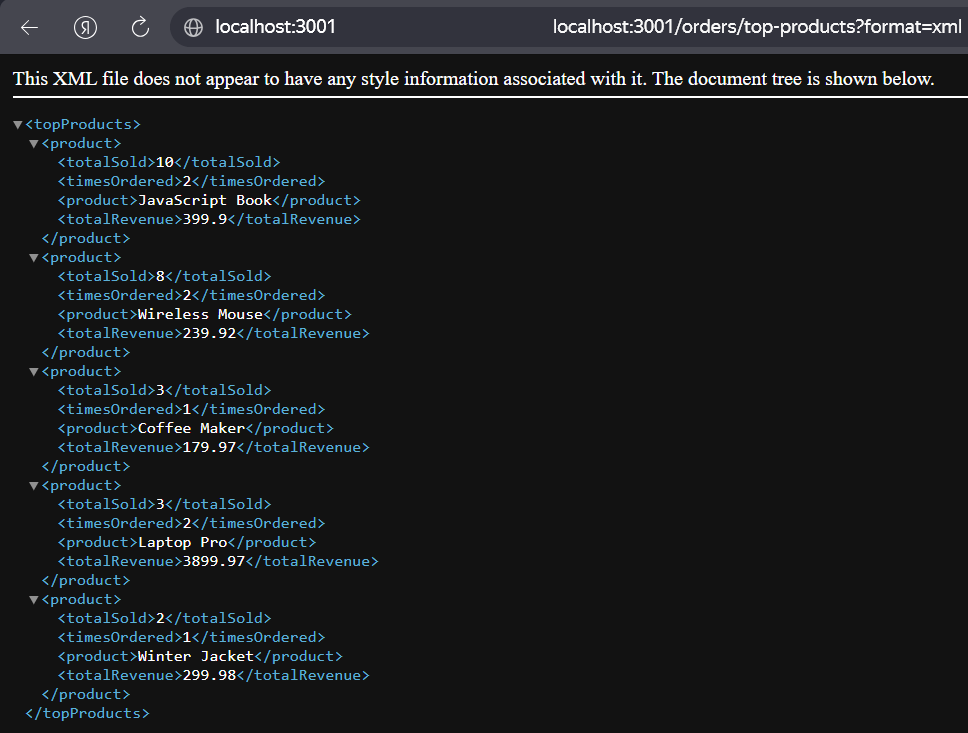 Я localhost:3001 localhost:3001/orders/top-products?format=xml
This XML file does not appear to have any style information associated with it. The document tree is shown below.
▼<topProducts>
▼<product>
<totalSold>10</totalSold>
<timesOrdered>2</timesOrdered>
<product>JavaScript Book</product>
<totalRevenue>399.9</totalRevenue>
</product>
▼<product>
<totalSold>8</totalSold>
<timesOrdered>2</timesOrdered>
<product>Wireless Mouse</product>
<totalRevenue>239.92</totalRevenue>
</product>
▼<product>
<totalSold>3</totalSold>
<timesOrdered>1</timesOrdered>
<product>Coffee Maker</product>
<totalRevenue>179.97</totalRevenue>
</product>
▼<product>
<totalSold>3</totalSold>
<timesOrdered>2</timesOrdered>
<product>Laptop Pro</product>
<totalRevenue>3899.97</totalRevenue>
</product>
▼<product>
<totalSold>2</totalSold>
<timesOrdered>1</timesOrdered>
<product>Winter Jacket</product>
<totalRevenue>299.98</totalRevenue>
</product>
</topProducts>